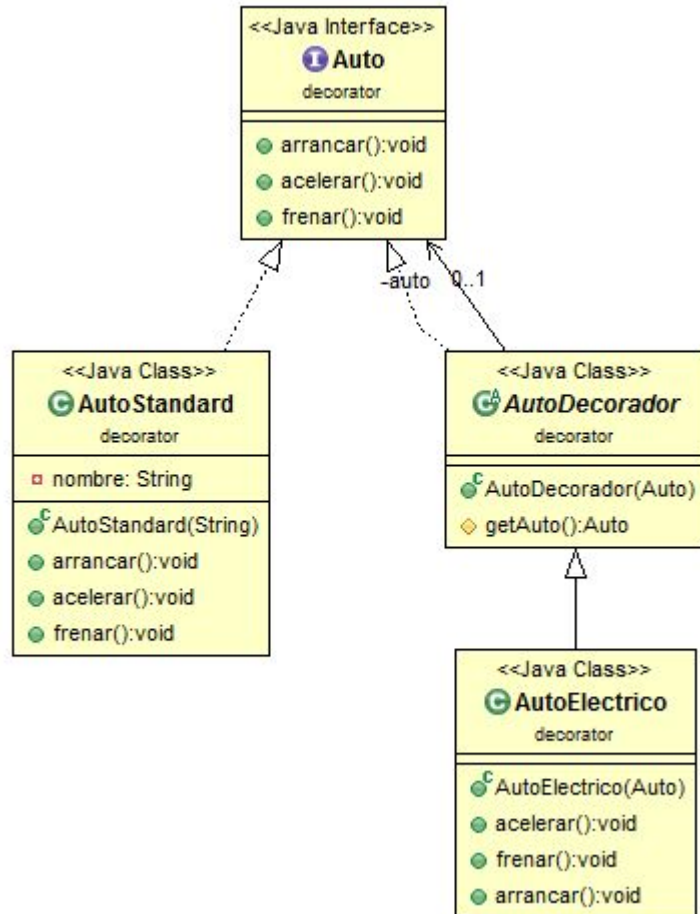 <<Java Interface>>
Auto
decorator
arrancar():void
acelerar():void
frenar():void
-auto 0..1
<<Java Class>>
AutoStandard
decorator
nombre: String
AutoStandard(String)
arrancar():void
acelerar():void
frenar():void
<<Java Class>>
AutoDecorador
decorator
AutoDecorador(Auto)
getAuto():Auto
<<Java Class>>
AutoElectrico
decorator
AutoElectrico(Auto)
acelerar():void
frenar():void
arrancar():void